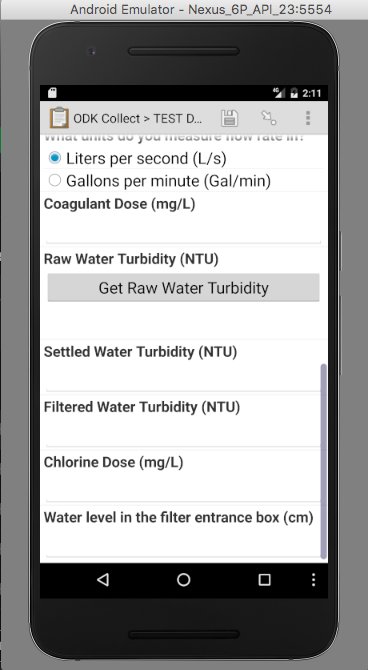 Android Emulator - Nexus_6P_API_23:5554
4G 2:11
ODK Collect > TEST D...
What units do you measure flow rate in?
Liters per second (L/s)
Gallons per minute (Gal/min)
Coagulant Dose (mg/L)
Raw Water Turbidity (NTU)
Get Raw Water Turbidity
Settled Water Turbidity (NTU)
Filtered Water Turbidity (NTU)
Chlorine Dose (mg/L)
Water level in the filter entrance box (cm)